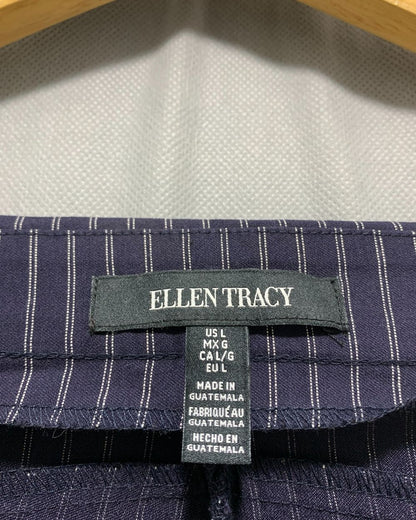 ELLEN TRACY
US L
MX G
CA L/G
EU L
MADE IN
GUATEMALA
FABRIQUÉ AU
GUATEMALA
HECHO EN
GUATEMALA